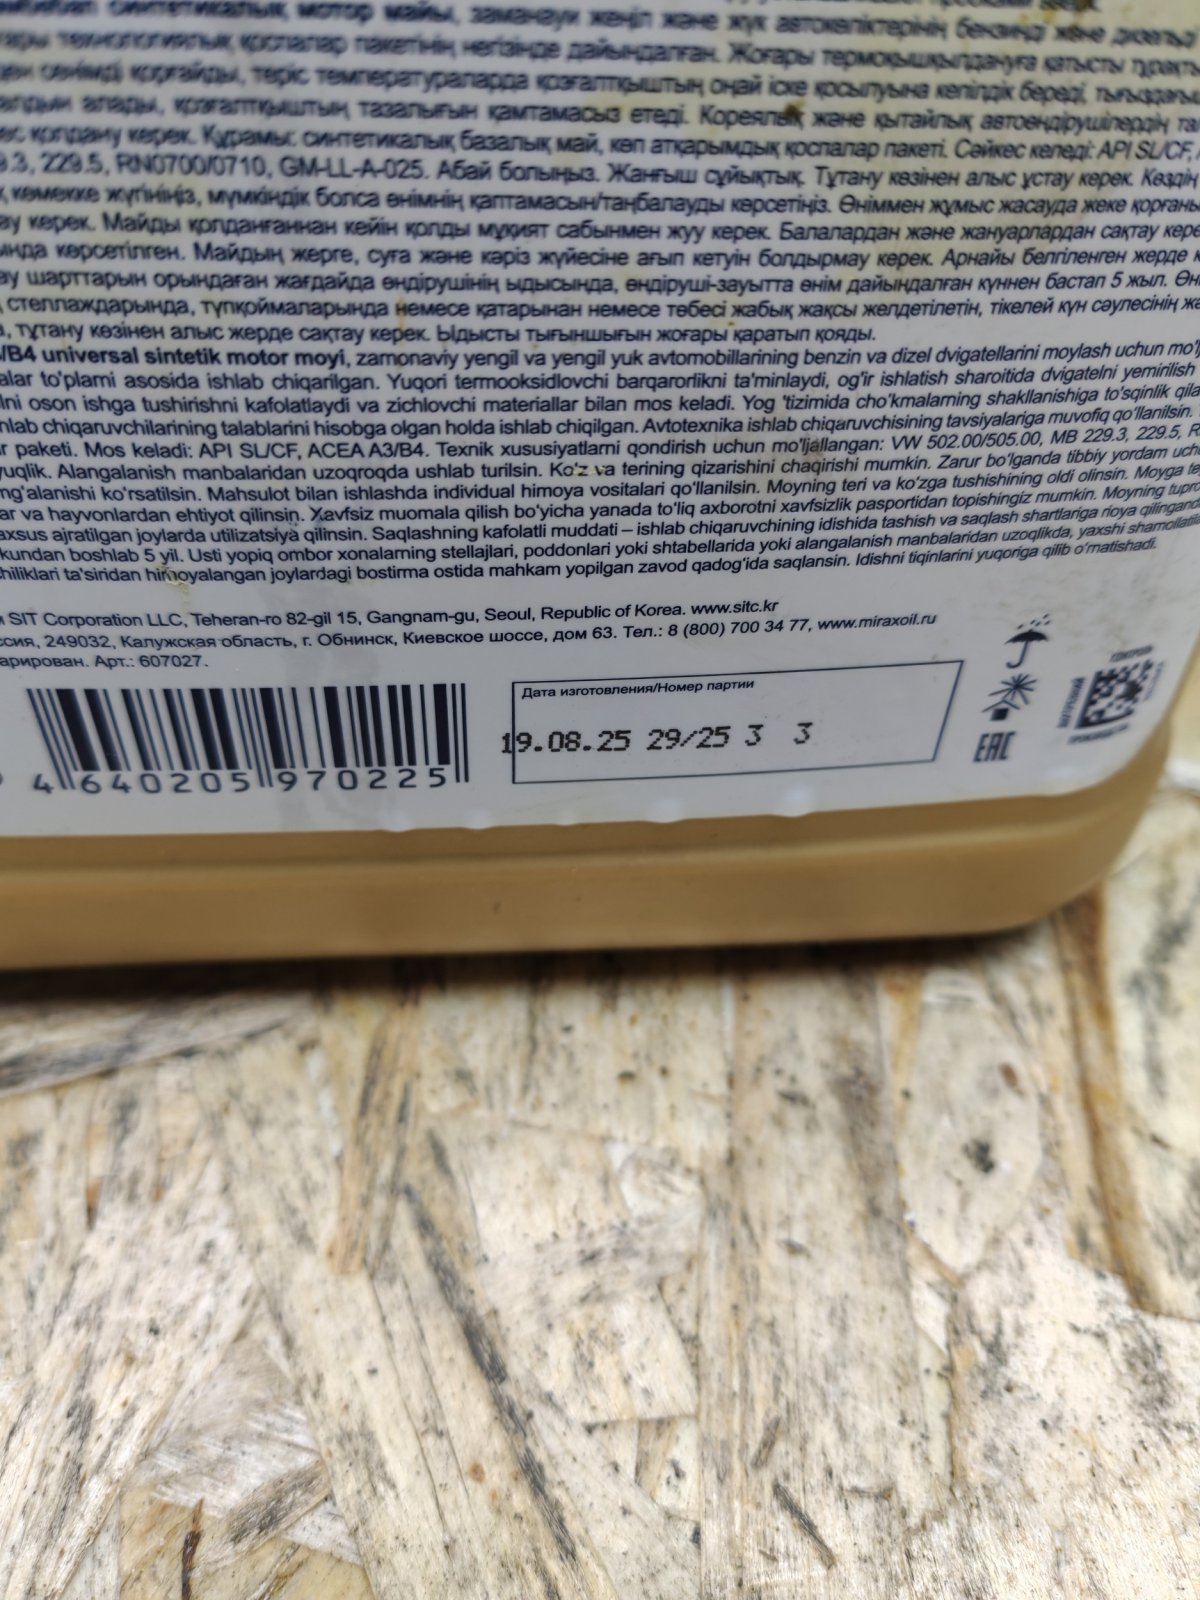 синтетикалық мотор майы, заманауи жеңіл және жүк автокөліктерінің бензинді және дизельді
технологиялық қоспалар пакетінің негізінде дайындалған. Жоғары термоқышқылдануға қатысты
сенімді қорғайды, теріс температураларда қозғалтқыштың оңай іске қосылуына кепілдік береді,
алады, қозғалтқыштың тазалығын қамтамасыз етеді. Кореялық және қытайлық автоөндірушілердің
қолдану керек. Құрамы: синтетикалық базалық май, көп атқарымдық қоспалар пакеті. Сәйкес келеді: API SL/CF,
229.5, RN0700/0710, GM-LL-A-025. Абай болыңыз. Жанғыш сұйықтық. Тұтану көзінен алыс ұстау керек. Көздің
көмекке жүгініңіз, мүмкіндік болса өнімнің қаптамасын/таңбалауды көрсетіңіз. Өніммен жұмыс жасауда жеке
керек. Майды қолданғаннан кейін қолды мұқият сабынмен жуу керек. Балалардан және жануарлардан сақтау
көрсетілген. Майдың жерге, суға және кәріз жүйесіне ағып кетуін болдырмау керек. Арнайы белгіленген жерде
шарттарын орындаған жағдайда өндірушінің ыдысында, өндіруші-зауытта өнім дайындалған күннен бастап 5 жыл.
стеллаждарында, түпқоймаларында немесе қатарынан немесе төбесі жабық жақсы желдетілетін, тікелей күн сәулесінің
тұтану көзінен алыс жерде сақтау керек. Ыдысты тығыншығын жоғары қаратып қояды.
/B4 universal sintetik motor moyi, zamonaviy yengil va yengil yuk avtomobillarining benzin va dizel dvigatellarini moylash uchun
to'plami asosida ishlab chiqarilgan. Yuqori termooksidlovchi barqarorlikni ta'minlaydi, og'ir ishlatish sharoitida dvigatelni yemirilish
oson ishga tushirishni kafolatlaydi va zichlovchi materiallar bilan mos keladi. Yog 'tizimida cho'kmalarning shakllanishiga to'sqinlik
chiqaruvchilarining talablarini hisobga olgan holda ishlab chiqilgan. Avtotexnika ishlab chiqaruvchisining tavsiyalariga muvofiq qo'llanilsin.
paketi. Mos keladi: API SL/CF, ACEA A3/B4. Texnik xususiyatlarni qondirish uchun mo'ljallangan: VW 502.00/505.00, MB 229.3, 229.5,
Alangalanish manbalaridan uzoqroqda ushlab turilsin. Ko'z va terining qizarishini chaqirishi mumkin. Zarur bo'lganda tibbiy yordam
ko'rsatilsin. Mahsulot bilan ishlashda individual himoya vositalari qo'llanilsin. Moyning teri va ko'zga tushishining oldi olinsin. Moyga
va hayvonlardan ehtiyot qilinsin. Xavfsiz muomala qilish bo'yicha yanada to'liq axborotni xavfsizlik pasportidan topishingiz mumkin. Moyning
ajratilgan joylarda utilizatsiya qilinsin. Saqlashning kafolatli muddati – ishlab chiqaruvchining idishida tashish va saqlash shartlariga rioya
kundan boshlab 5 yil. Usti yopiq ombor xonalarning stellajlari, poddonlari yoki shtabellarida yoki alangalanish manbalaridan uzoqlikda, yaxshi
ta'siridan himoyalangan joylardagi bostirma ostida mahkam yopilgan zavod qadog'ida saqlansin. Idishni tiqinlarini yuqoriga qilib o'rnatishadi.
SIT Corporation LLC, Teheran-ro 82-gil 15, Gangnam-gu, Seoul, Republic of Korea. www.sitc.kr
249032, Калужская область, г. Обнинск, Киевское шоссе, дом 63. Тел.: 8 (800) 700 34 77, www.miraxoil.ru
Арт.: 607027.
Дата изготовления/Номер партии
19.08.25 29/25 3 3
4 640205 970225
EAC